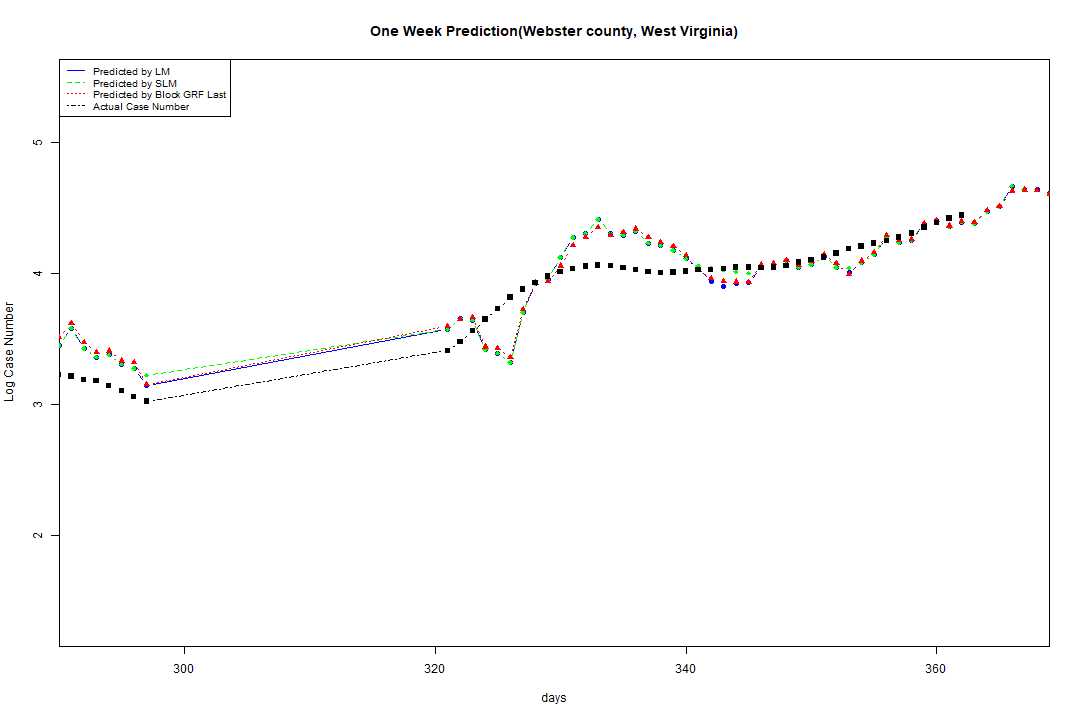 One Week Prediction(Webster county, West Virginia)
Predicted by LM
Predicted by SLM
Predicted by Block GRF Last
Actual Case Number
5
4
3
2
Log Case Number
300 320 340 360
days